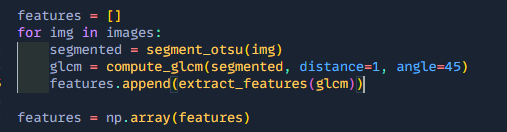 features = []
for img in images:
    segmented = segment_otsu(img)
    glcm = compute_glcm(segmented, distance=1, angle=45)
    features.append(extract_features(glcm))
features = np.array(features)